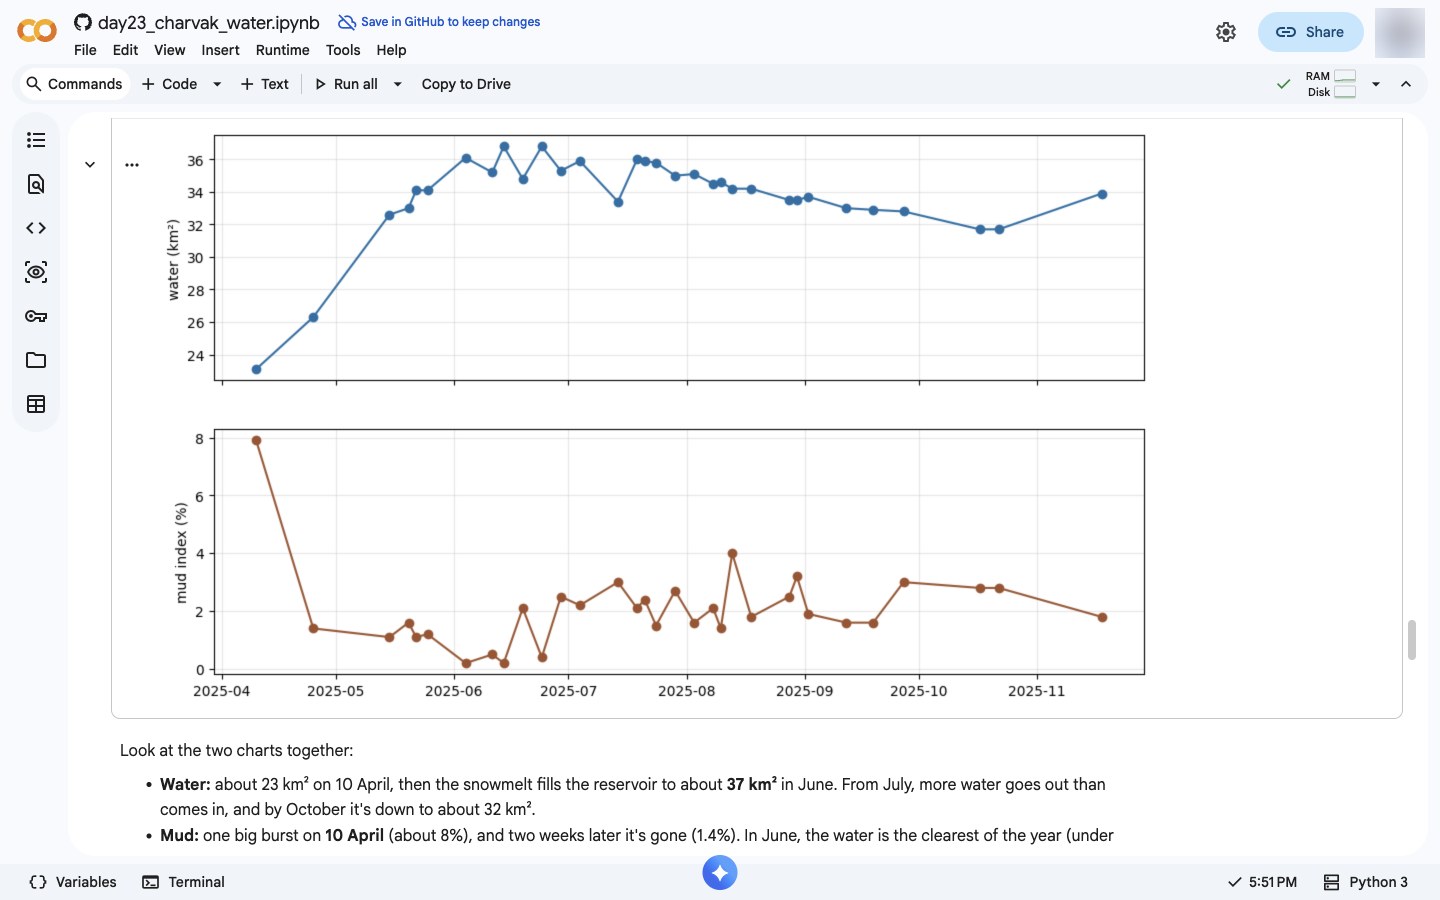 day23_charvak_water.ipynb
Save in GitHub to keep changes
File Edit View Insert Runtime Tools Help
Share
Commands + Code + Text Run all Copy to Drive
RAM
Disk
36
34
32
30
28
26
24
water (km²)
8
6
4
2
0
mud index (%)
2025-04 2025-05 2025-06 2025-07 2025-08 2025-09 2025-10 2025-11
Look at the two charts together:
• Water: about 23 km² on 10 April, then the snowmelt fills the reservoir to about 37 km² in June. From July, more water goes out than
comes in, and by October it's down to about 32 km².
• Mud: one big burst on 10 April (about 8%), and two weeks later it's gone (1.4%). In June, the water is the clearest of the year (under
Variables Terminal 5:51 PM Python 3